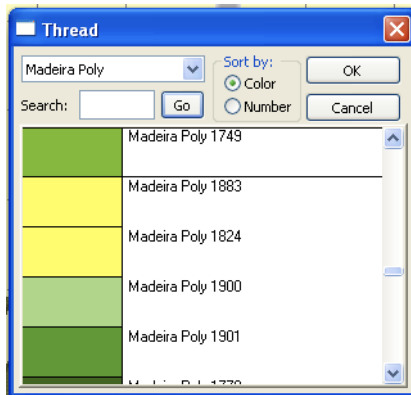 Thread
Madeira Poly
Sort by:
Color
Number
OK
Cancel
Search:
Go
Madeira Poly 1749
Madeira Poly 1883
Madeira Poly 1824
Madeira Poly 1900
Madeira Poly 1901